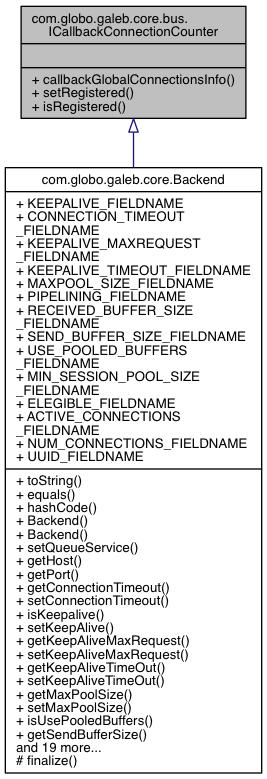 com.globo.galeb.core.bus.
ICallbackConnectionCounter
+ callbackGlobalConnectionsInfo()
+ setRegistered()
+ isRegistered()
com.globo.galeb.core.Backend
+ KEEPALIVE_FIELDNAME
+ CONNECTION_TIMEOUT
_FIELDNAME
+ KEEPALIVE_MAXREQUEST
_FIELDNAME
+ KEEPALIVE_TIMEOUT_FIELDNAME
+ MAXPOOL_SIZE_FIELDNAME
+ PIPELINING_FIELDNAME
+ RECEIVED_BUFFER_SIZE
_FIELDNAME
+ SEND_BUFFER_SIZE_FIELDNAME
+ USE_POOLED_BUFFERS
_FIELDNAME
+ MIN_SESSION_POOL_SIZE
_FIELDNAME
+ ELEGIBLE_FIELDNAME
+ ACTIVE_CONNECTIONS
_FIELDNAME
+ NUM_CONNECTIONS_FIELDNAME
+ UUID_FIELDNAME
+ toString()
+ equals()
+ hashCode()
+ Backend()
+ Backend()
+ setQueueService()
+ getHost()
+ getPort()
+ getConnectionTimeout()
+ setConnectionTimeout()
+ isKeepalive()
+ setKeepAlive()
+ getKeepAliveMaxRequest()
+ setKeepAliveMaxRequest()
+ getKeepAliveTimeOut()
+ setKeepAliveTimeOut()
+ getMaxPoolSize()
+ setMaxPoolSize()
+ isUsePooledBuffers()
+ getSendBufferSize()
and 19 more...
# finalize()